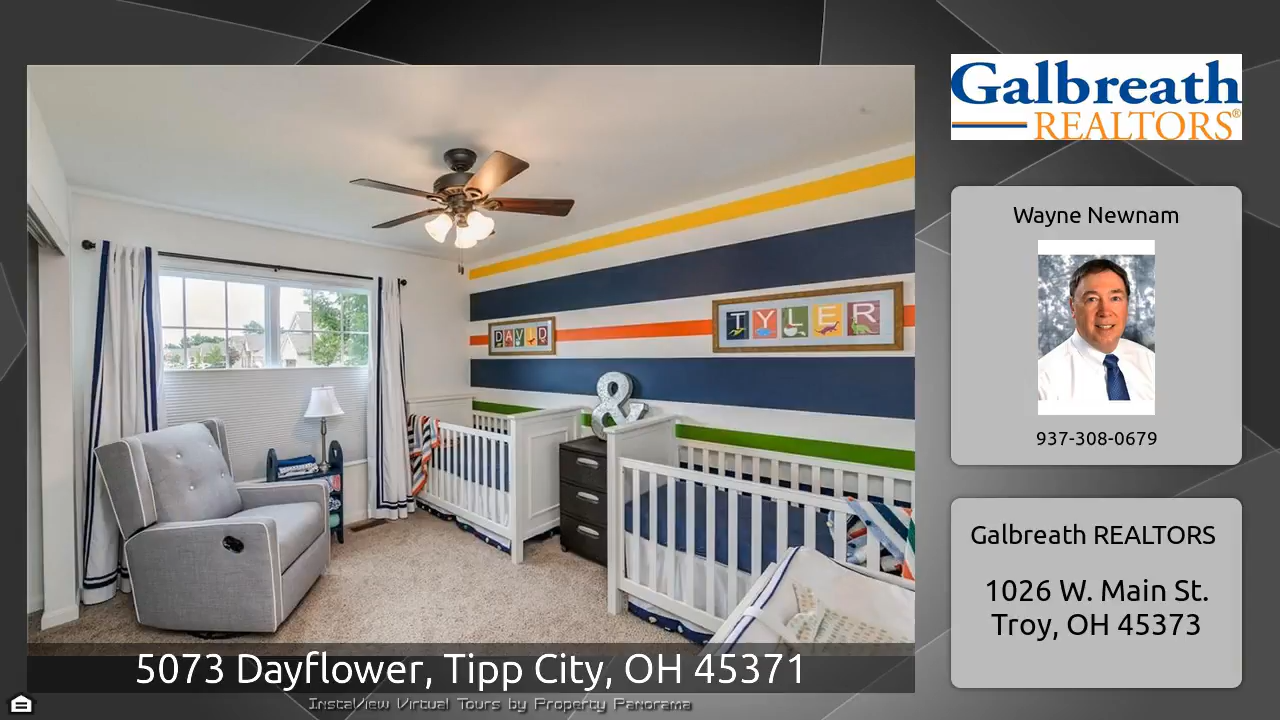 DAVID
TYLER
&
5073 Dayflower, Tipp City, OH 45371
InstaView Virtual Tours by Property Panorama
Galbreath
REALTORS®
Wayne Newnam
937-308-0679
Galbreath REALTORS
1026 W. Main St.
Troy, OH 45373